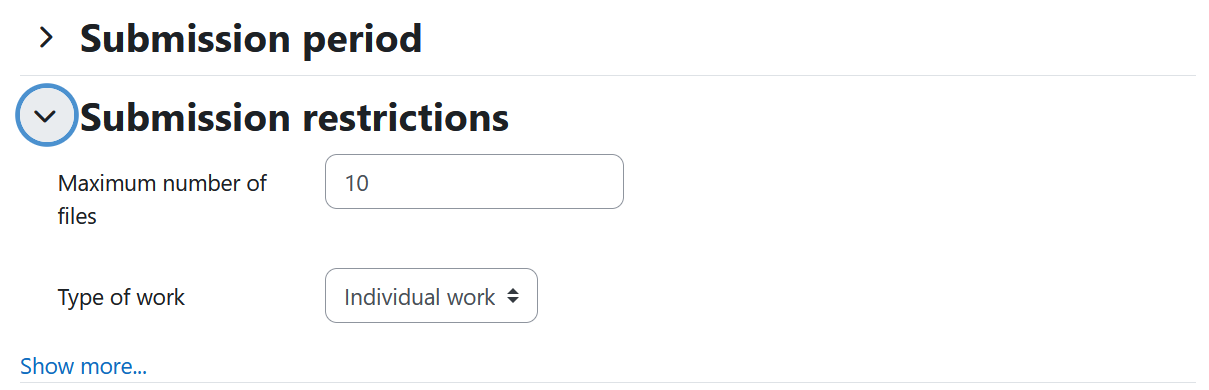 Submission period
Submission restrictions
Maximum number of
files
10
Type of work
Individual work
Show more...